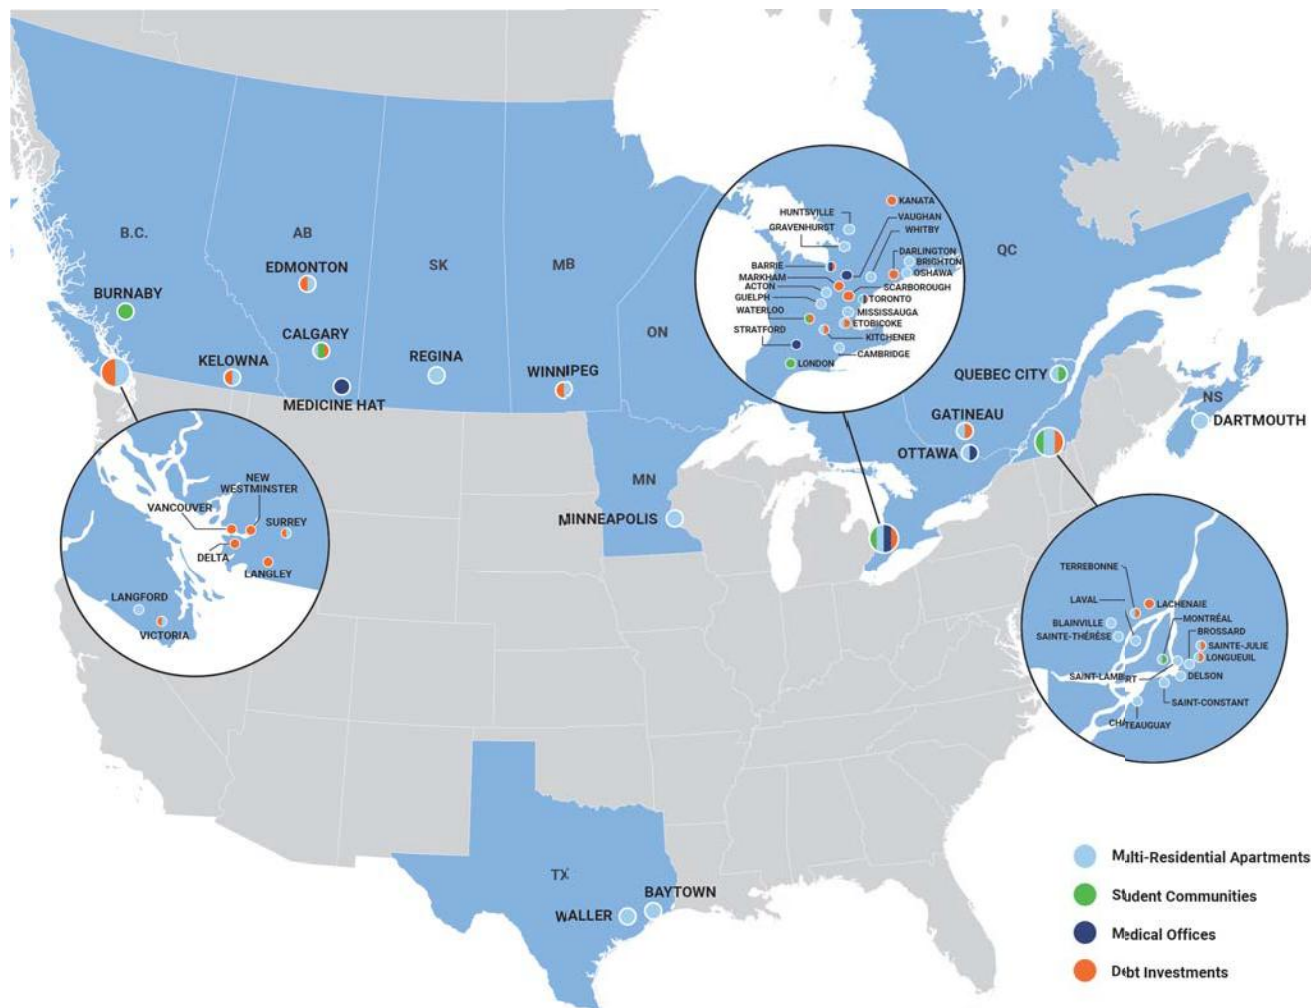 B.C.
AB
SK
MB
ON
QC
NS
MN
TX
BURNABY
EDMONTON
CALGARY
KELOWNA
MEDICINE HAT
REGINA
WINNIPEG
MINNEAPOLIS
WALLER
BAYTOWN
QUEBEC CITY
GATINEAU
OTTAWA
DARTMOUTH
KANATA
HUNTSVILLE
VAUGHAN
GRAVENHURST
WHITBY
DARLINGTON
BRIGHTON
BARRIE
OSHAWA
MARKHAM
ACTON
SCARBOROUGH
GUELPH
TORONTO
WATERLOO
MISSISSAUGA
ETOBICOKE
STRATFORD
KITCHENER
CAMBRIDGE
LONDON
NEW
WESTMINSTER
VANCOUVER
SURREY
DELTA
LANGLEY
LANGFORD
VICTORIA
TERREBONNE
LAVAL
LACHENAIE
MONTRÉAL
BLAINVILLE
BROSSARD
SAINTE-THÉRÈSE
SAINTE-JULIE
LONGUEUIL
SAINT-LAMBERT
DELSON
SAINT-CONSTANT
CHATEAUGUAY
Multi-Residential Apartments
Student Communities
Medical Offices
Debt Investments